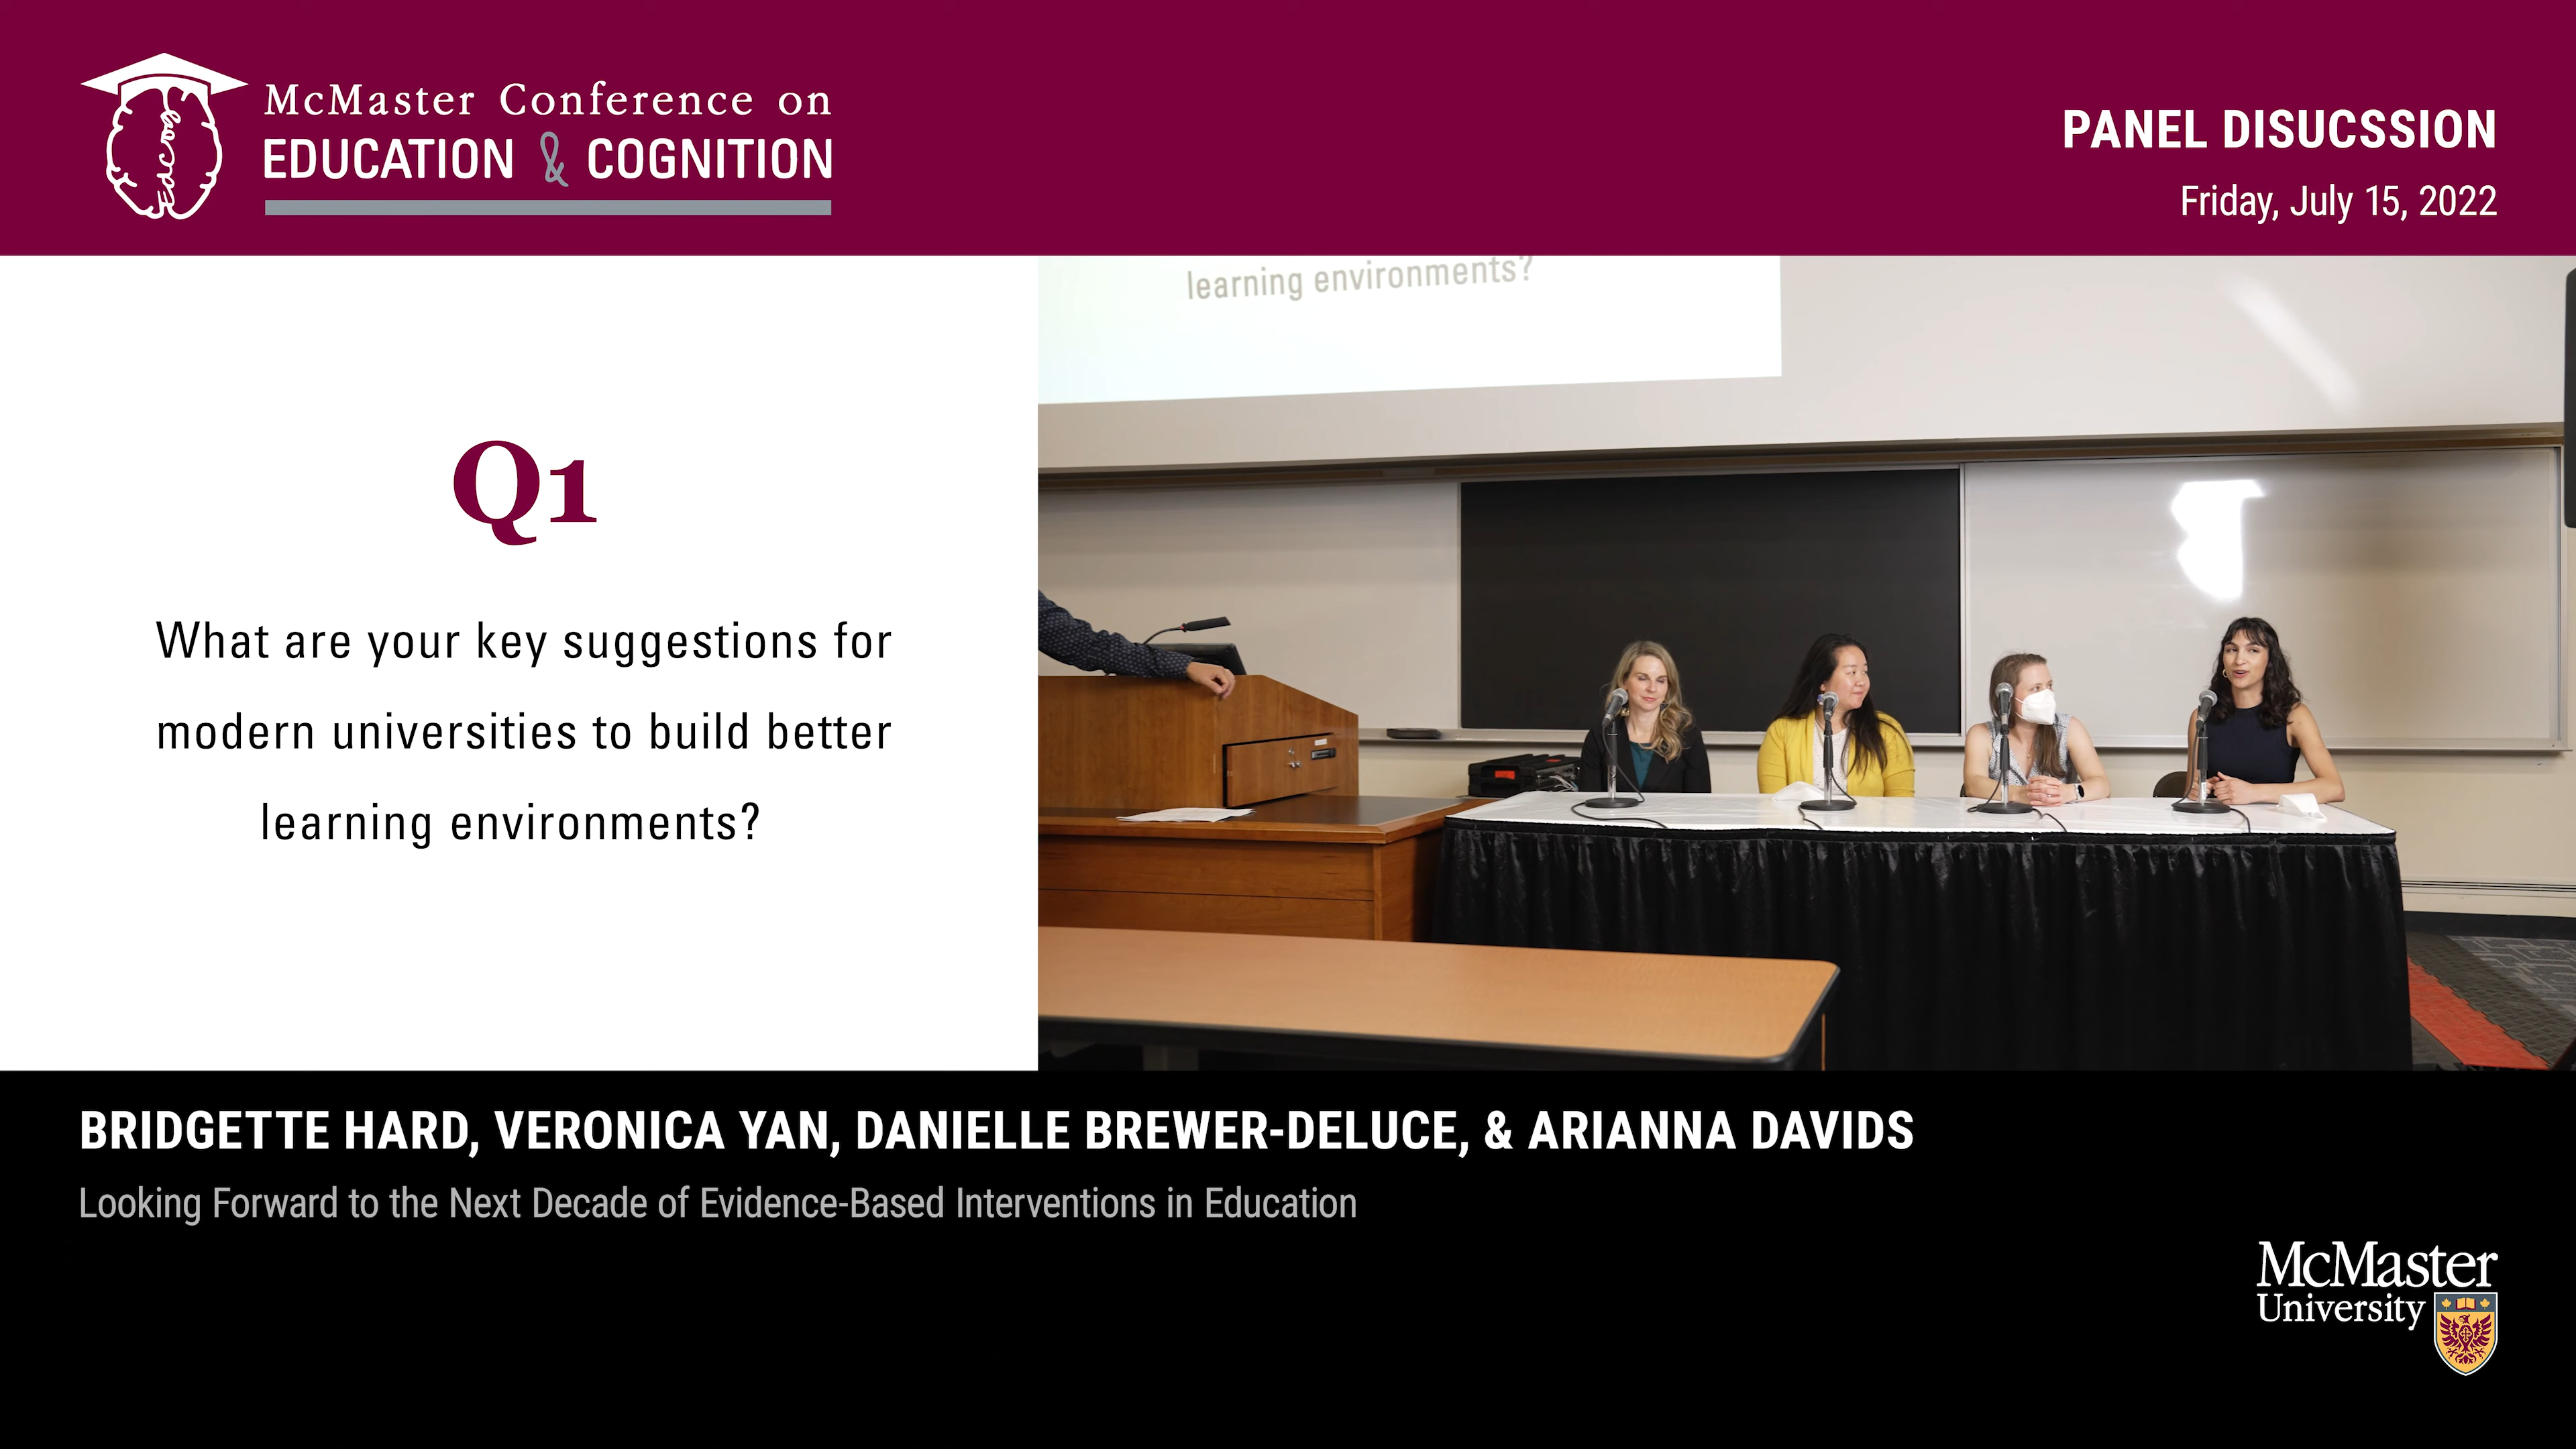 McMaster Conference on
EDUCATION & COGNITION
EdCog
PANEL DISUCSSION
Friday, July 15, 2022
Q1
What are your key suggestions for
modern universities to build better
learning environments?
learning environments?
BRIDGETTE HARD, VERONICA YAN, DANIELLE BREWER-DELUCE, & ARIANNA DAVIDS
Looking Forward to the Next Decade of Evidence-Based Interventions in Education
McMaster
University